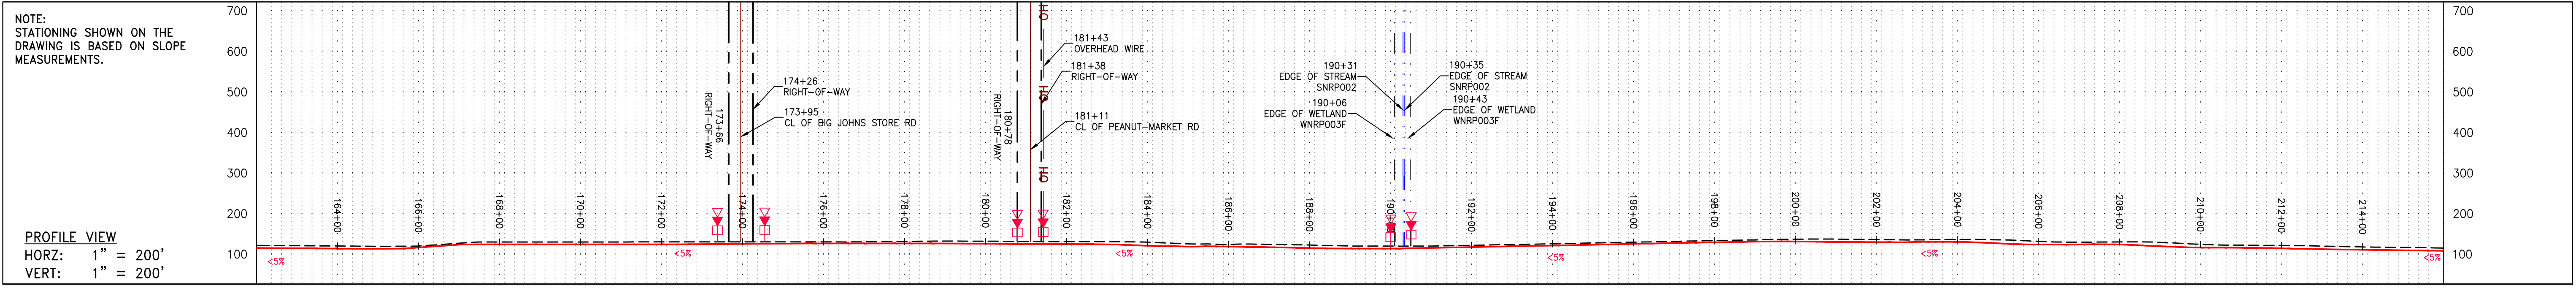 NOTE:
STATIONING SHOWN ON THE
DRAWING IS BASED ON SLOPE
MEASUREMENTS.
PROFILE VIEW
HORZ: 1" = 200'
VERT: 1" = 200'
700
600
500
400
300
200
100
173+66
RIGHT-OF-WAY
174+26
RIGHT-OF-WAY
173+95
CL OF BIG JOHNS STORE RD
180+78
RIGHT-OF-WAY
181+43
OVERHEAD WIRE
181+38
RIGHT-OF-WAY
181+11
CL OF PEANUT-MARKET RD
HO
HO
HO
190+31
EDGE OF STREAM
SNRP002
190+06
EDGE OF WETLAND
WNRP003F
190+35
EDGE OF STREAM
SNRP002
190+43
EDGE OF WETLAND
WNRP003F
164+00
166+00
168+00
170+00
172+00
174+00
176+00
178+00
180+00
182+00
184+00
186+00
188+00
190+00
192+00
194+00
196+00
198+00
200+00
202+00
204+00
206+00
208+00
210+00
212+00
214+00
<5%
<5%
<5%
<5%
<5%
<5%
700
600
500
400
300
200
100